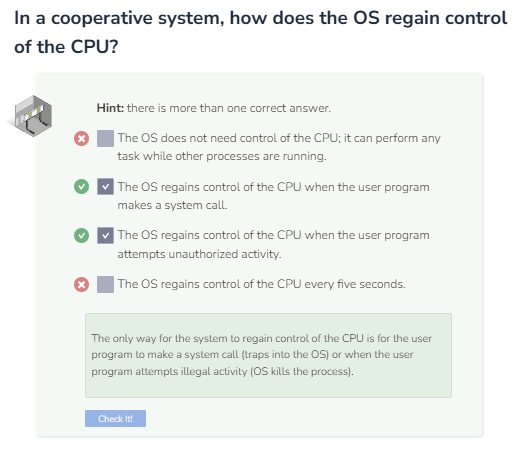 In a cooperative system, how does the OS regain control
of the CPU?
Hint: there is more than one correct answer.
The OS does not need control of the CPU; it can perform any
task while other processes are running.
The OS regains control of the CPU when the user program
makes a system call.
The OS regains control of the CPU when the user program
attempts unauthorized activity.
The OS regains control of the CPU every five seconds.
The only way for the system to regain control of the CPU is for the user
program to make a system call (traps into the OS) or when the user
program attempts illegal activity (OS kills the process).
Check It!